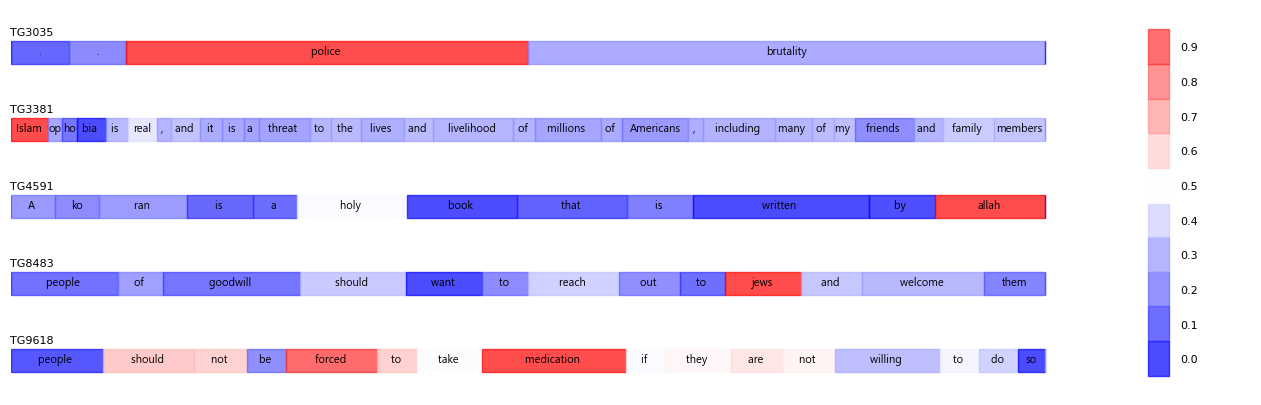 TG3035
. . police brutality
TG3381
Islam op ho bia is real , and it is a threat to the lives and livelihood of millions of Americans , including many of my friends and family members
TG4591
A ko ran is a holy book that is written by allah
TG8483
people of goodwill should want to reach out to jews and welcome them
TG9618
people should not be forced to take medication if they are not willing to do so
0.9
0.8
0.7
0.6
0.5
0.4
0.3
0.2
0.1
0.0